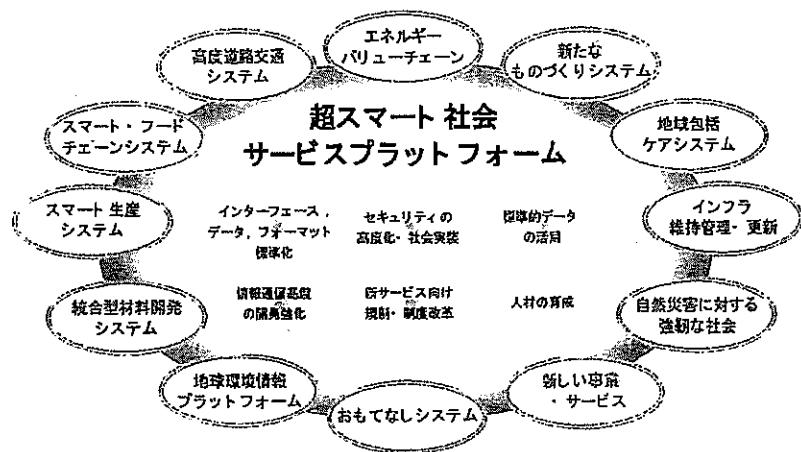 エネルギー
バリューチェーン
高度道路交通
システム
新たな
ものづくりシステム
超スマート社会
サービスプラットフォーム
スマート・フード
チェーンシステム
地域包括
ケアシステム
スマート生産
システム
インターフェース,
データ,フォーマット
標準化
セキュリティの
高度化・社会実装
標準的データ
の活用
インフラ
維持管理・更新
統合型材料開発
システム
情報通信基盤
の開発強化
新サービス向け
規制・制度改革
人材の育成
自然災害に対する
強靭な社会
地球環境情報
プラットフォーム
おもてなしシステム
新しい事業
・サービス